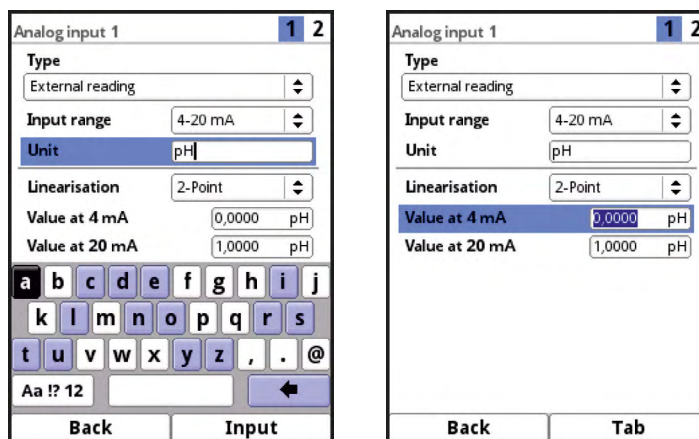 Analog input 1 1 2
Type
External reading
Input range 4-20 mA
Unit pH
Linearisation 2-Point
Value at 4 mA 0,0000 pH
Value at 20 mA 1,0000 pH
a b c d e f g h i j
k l m n o p q r s
t u v w x y z , . @
Aa !? 12
Back Input
Analog input 1 1 2
Type
External reading
Input range 4-20 mA
Unit pH
Linearisation 2-Point
Value at 4 mA 0,0000 pH
Value at 20 mA 1,0000 pH
Back Tab